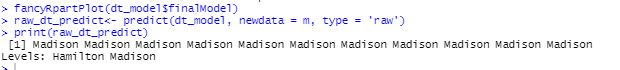 > fancyRpartPlot(dt_model$finalModel)
> raw_dt_predict<- predict(dt_model, newdata = m, type = 'raw')
> print(raw_dt_predict)
 [1] Madison Madison Madison Madison Madison Madison Madison Madison Madison Madison Madison
Levels: Hamilton Madison
>